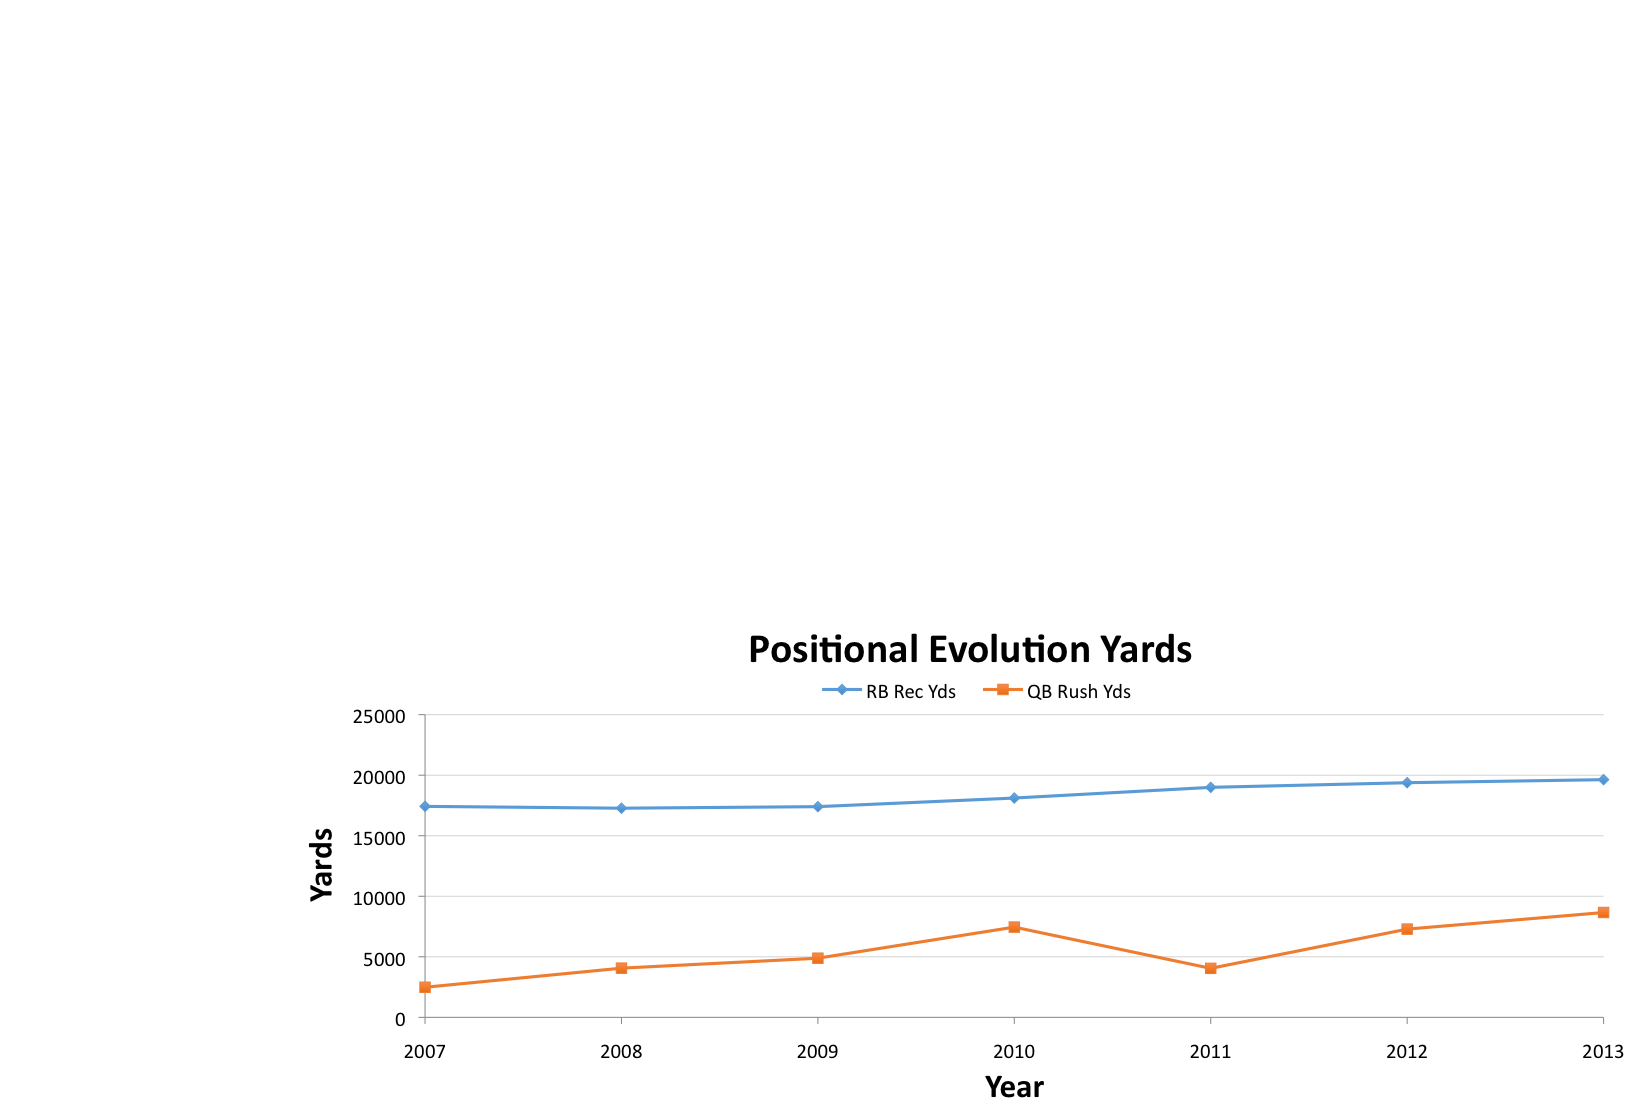 Positional Evolution Yards
RB Rec Yds QB Rush Yds
25000
20000
15000
10000
5000
0
Yards
2007 2008 2009 2010 2011 2012 2013
Year